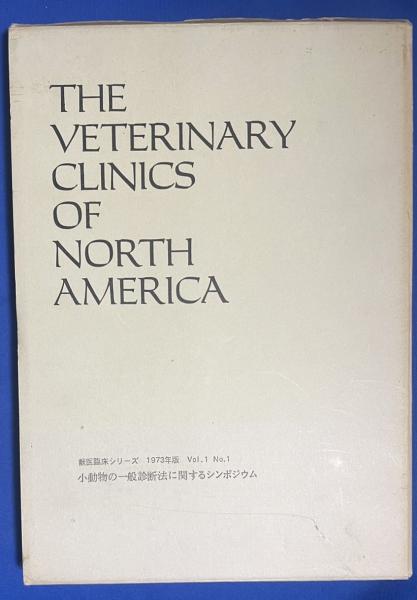 THE
VETERINARY
CLINICS
OF
NORTH
AMERICA
獣医臨床シリーズ 1973年版 Vol.1 No.1
小動物の一般診断法に関するシンポジウム